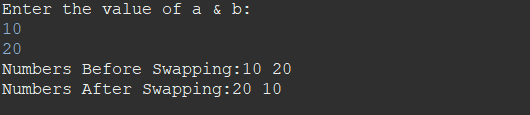 Enter the value of a & b:
10
20
Numbers Before Swapping:10 20
Numbers After Swapping:20 10